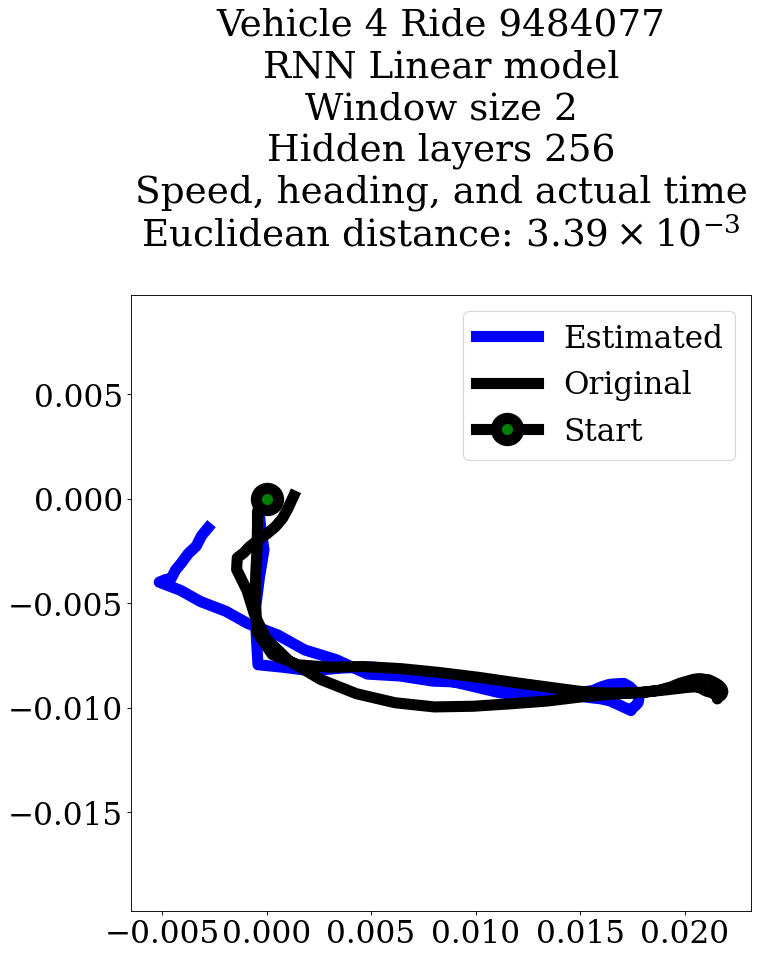 Vehicle 4 Ride 9484077
RNN Linear model
Window size 2
Hidden layers 256
Speed, heading, and actual time
Euclidean distance: 3.39 × 10⁻³
Estimated
Original
Start
0.005
0.000
−0.005
−0.010
−0.015
−0.005 0.000 0.005 0.010 0.015 0.020